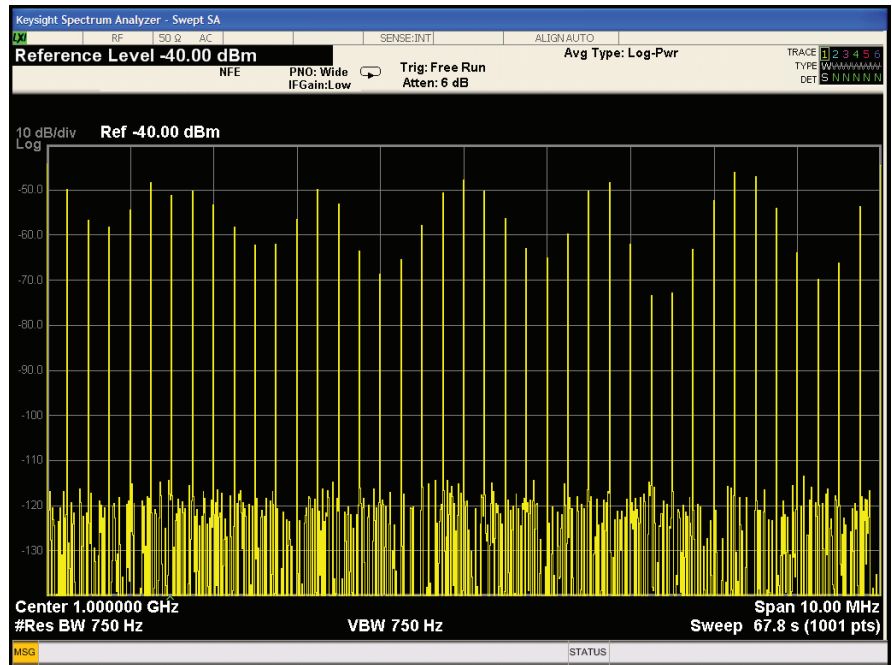 Keysight Spectrum Analyzer - Swept SA
LXI RF 50 Ω AC SENSE:INT ALIGN AUTO
Reference Level -40.00 dBm
NFE
PNO: Wide
IFGain:Low
Trig: Free Run
Atten: 6 dB
Avg Type: Log-Pwr
TRACE 1 2 3 4 5 6
TYPE WWWWWW
DET S N N N N N
10 dB/div Ref -40.00 dBm
Log
-50.0
-60.0
-70.0
-80.0
-90.0
-100
-110
-120
-130
Center 1.000000 GHz Span 10.00 MHz
#Res BW 750 Hz VBW 750 Hz Sweep 67.8 s (1001 pts)
MSG STATUS